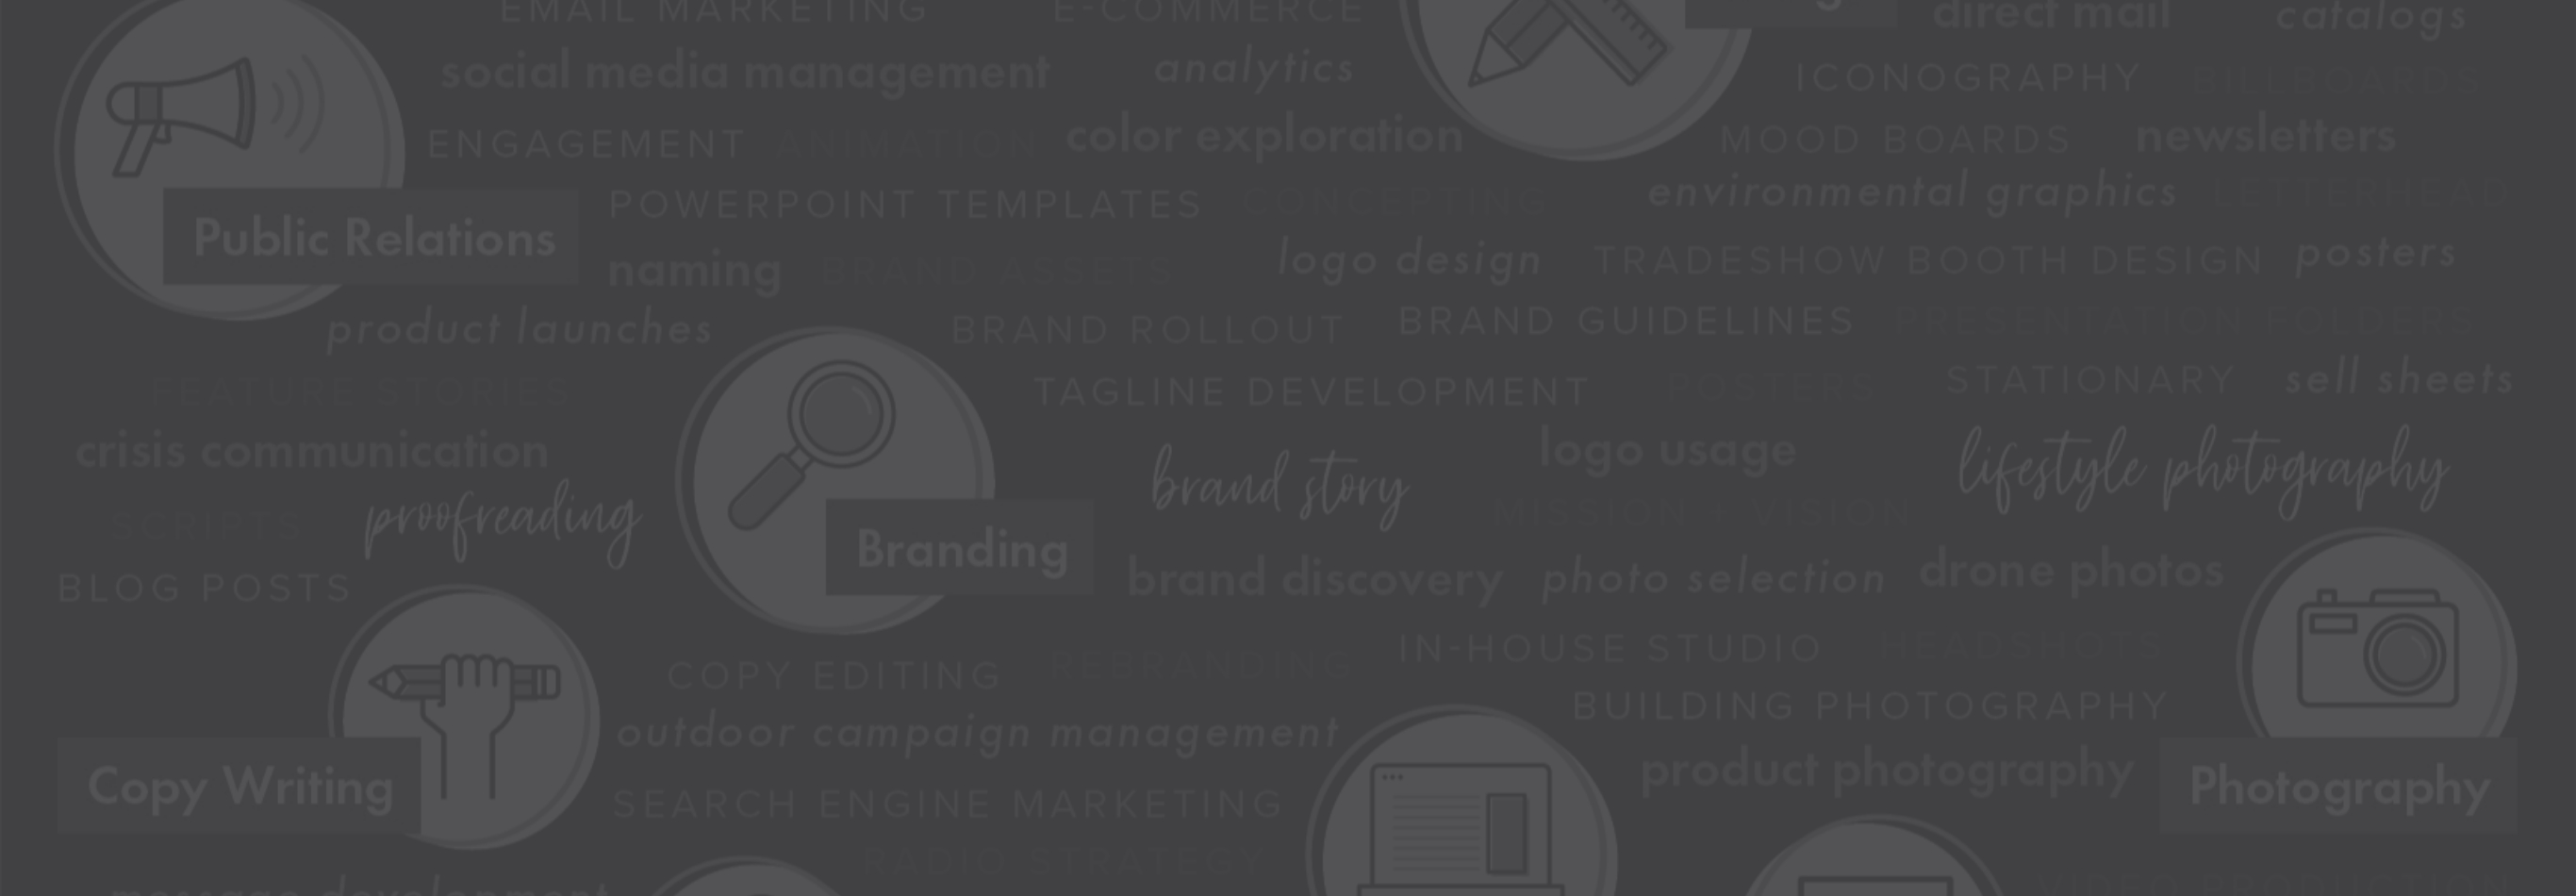 EMAIL MARKETING
E-COMMERCE
direct mail
catalogs
social media management
analytics
ICONOGRAPHY
BILLBOARDS
ENGAGEMENT
ANIMATION
color exploration
MOOD BOARDS
newsletters
POWERPOINT TEMPLATES
CONCEPTING
environmental graphics
LETTERHEAD
Public Relations
naming
BRAND ASSETS
logo design
TRADESHOW BOOTH DESIGN
posters
product launches
BRAND ROLLOUT
BRAND GUIDELINES
PRESENTATION FOLDERS
FEATURE STORIES
TAGLINE DEVELOPMENT
POSTERS
STATIONARY
sell sheets
crisis communication
brand story
logo usage
lifestyle photography
SCRIPTS
proofreading
MISSION + VISION
Branding
BLOG POSTS
brand discovery
photo selection
drone photos
COPY EDITING
REBRANDING
IN-HOUSE STUDIO
HEADSHOTS
outdoor campaign management
BUILDING PHOTOGRAPHY
Copy Writing
SEARCH ENGINE MARKETING
product photography
Photography
RADIO STRATEGY
message development
VIDEO PRODUCTION